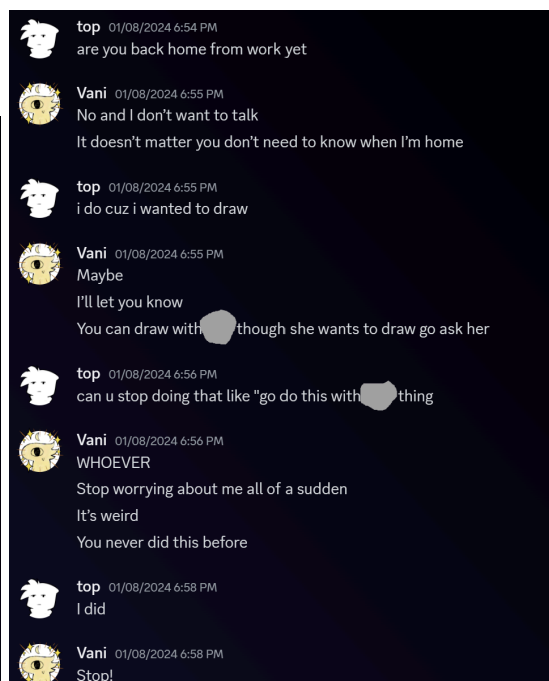 top 01/08/2024 6:54 PM
are you back home from work yet
Vani 01/08/2024 6:55 PM
No and I don’t want to talk
It doesn’t matter you don’t need to know when I’m home
top 01/08/2024 6:55 PM
i do cuz i wanted to draw
Vani 01/08/2024 6:55 PM
Maybe
I’ll let you know
You can draw with though she wants to draw go ask her
top 01/08/2024 6:56 PM
can u stop doing that like "go do this with thing
Vani 01/08/2024 6:56 PM
WHOEVER
Stop worrying about me all of a sudden
It’s weird
You never did this before
top 01/08/2024 6:58 PM
I did
Vani 01/08/2024 6:58 PM
Stop!